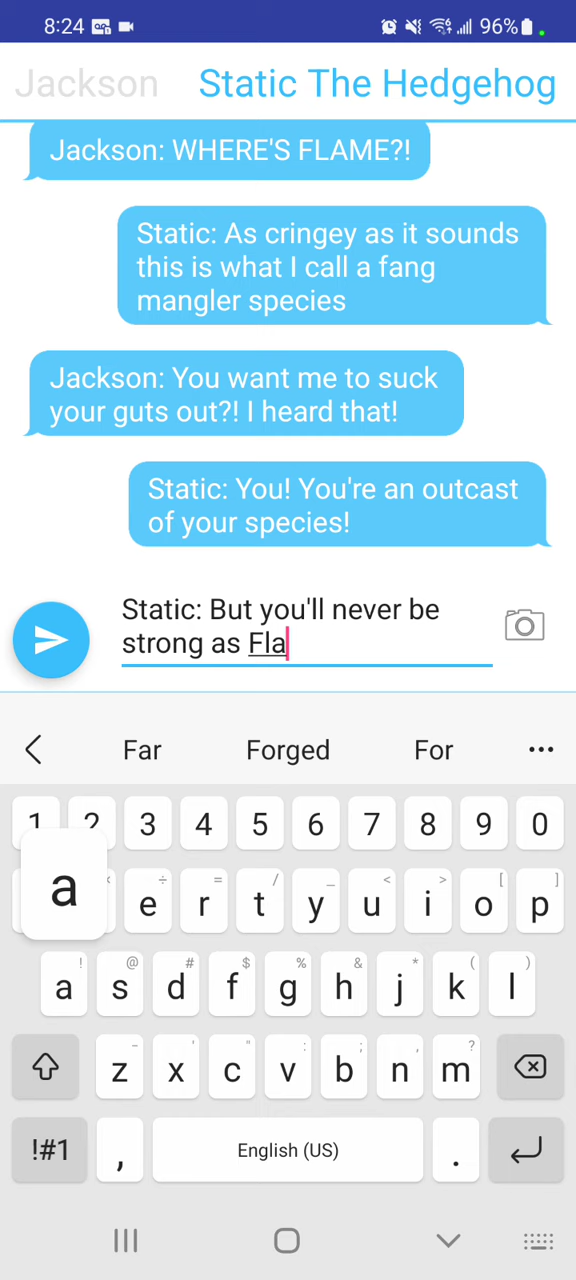 8:24 96%
Jackson Static The Hedgehog
Jackson: WHERE'S FLAME?!
Static: As cringey as it sounds
this is what I call a fang
mangler species
Jackson: You want me to suck
your guts out?! I heard that!
Static: You! You're an outcast
of your species!
Static: But you'll never be
strong as Fla
Far Forged For
1 2 3 4 5 6 7 8 9 0
a
÷ = / _ < > [ ]
e r t y u i o p
! @ # $ % ^ & * ( )
a s d f g h j k l
- ' " : ; , ?
z x c v b n m
!#1 , English (US) .